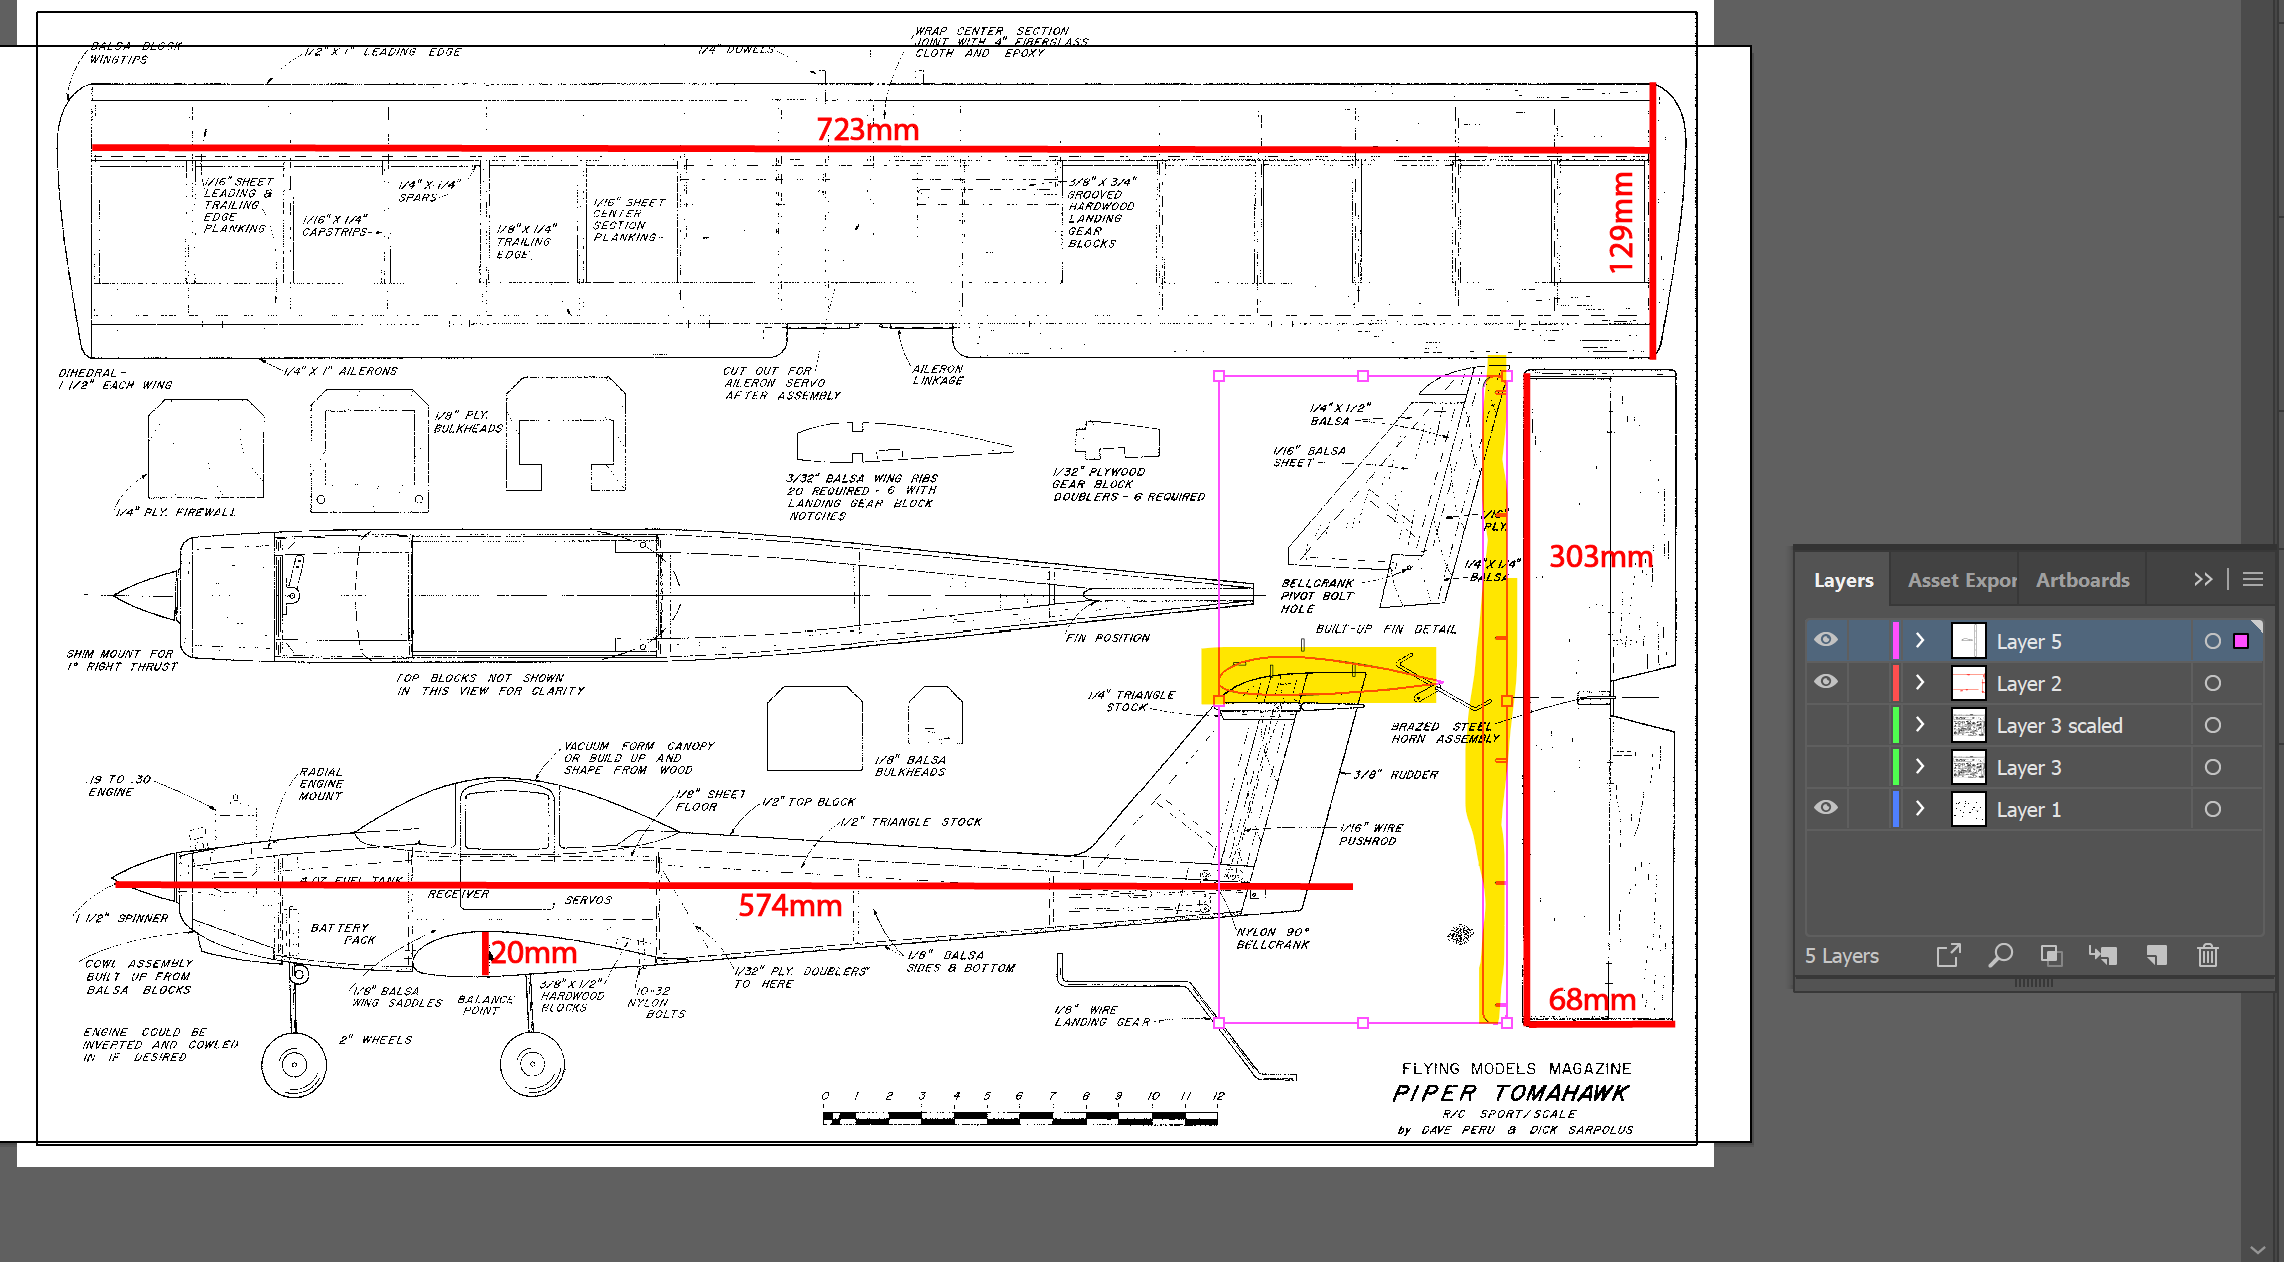 BALSA BLOCK
WINGTIPS
1/2" X 1" LEADING EDGE
1/4" DOWELS
WRAP CENTER SECTION
JOINT WITH 4" FIBERGLASS
CLOTH AND EPOXY
723mm
129mm
1/16" SHEET
LEADING &
TRAILING
EDGE
PLANKING
1/16" X 1/4"
CAPSTRIPS
1/4" X 1/4"
SPARS
1/8" X 1/4"
TRAILING
EDGE
1/16" SHEET
CENTER
SECTION
PLANKING
3/8" X 3/4"
GROOVED
HARDWOOD
LANDING
GEAR
BLOCKS
DIHEDRAL -
1 1/2" EACH WING
1/4" X 1" AILERONS
CUT OUT FOR
AILERON SERVO
AFTER ASSEMBLY
AILERON
LINKAGE
1/8" PLY.
BULKHEADS
1/4" PLY. FIREWALL
3/32" BALSA WING RIBS
20 REQUIRED - 6 WITH
LANDING GEAR BLOCK
NOTCHES
1/32" PLYWOOD
GEAR BLOCK
DOUBLERS - 6 REQUIRED
1/4" X 1/2"
BALSA
1/16" BALSA
SHEET
1/16"
PLY.
1/4" X 1/4"
BALSA
BELLCRANK
PIVOT BOLT
HOLE
BUILT-UP FIN DETAIL
303mm
FIN POSITION
SHIM MOUNT FOR
1° RIGHT THRUST
TOP BLOCKS NOT SHOWN
IN THIS VIEW FOR CLARITY
1/4" TRIANGLE
STOCK
BRAZED STEEL
HORN ASSEMBLY
1/8" BALSA
BULKHEADS
3/8" RUDDER
1/16" WIRE
PUSHROD
.19 TO .30
ENGINE
RADIAL
ENGINE
MOUNT
VACUUM FORM CANOPY
OR BUILD UP AND
SHAPE FROM WOOD
1/8" SHEET
FLOOR
1/2" TOP BLOCK
1/2" TRIANGLE STOCK
4 OZ FUEL TANK
RECEIVER
SERVOS
574mm
1 1/2" SPINNER
BATTERY
PACK
20mm
COWL ASSEMBLY
BUILT UP FROM
BALSA BLOCKS
1/8" BALSA
WING SADDLES
BALANCE
POINT
3/8" X 1/2"
HARDWOOD
BLOCKS
10-32
NYLON
BOLTS
1/32" PLY. DOUBLERS
TO HERE
1/8" BALSA
SIDES & BOTTOM
NYLON 90°
BELLCRANK
1/8" WIRE
LANDING GEAR
68mm
ENGINE COULD BE
INVERTED AND COWLED
IN IF DESIRED
2" WHEELS
0 1 2 3 4 5 6 7 8 9 10 11 12
FLYING MODELS MAGAZINE
PIPER TOMAHAWK
R/C SPORT/SCALE
by DAVE PERU & DICK SARPOLUS
Layers
Asset Expor
Artboards
Layer 5
Layer 2
Layer 3 scaled
Layer 3
Layer 1
5 Layers